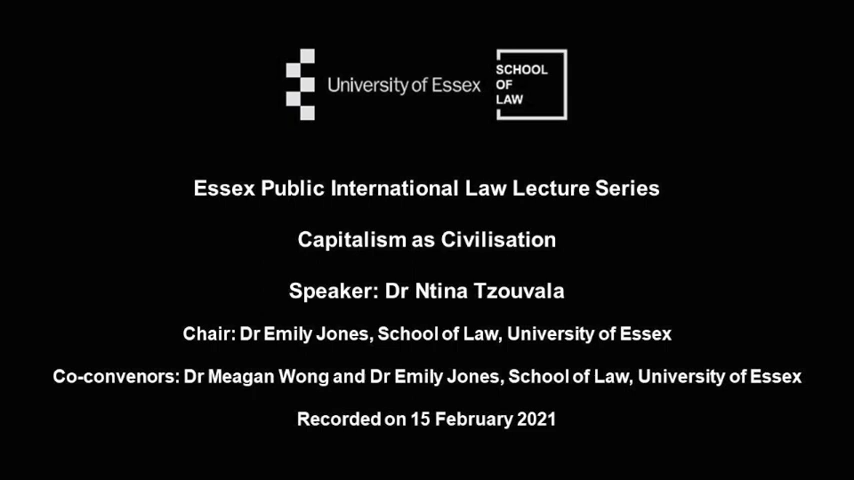 University of Essex
SCHOOL
OF
LAW
Essex Public International Law Lecture Series
Capitalism as Civilisation
Speaker: Dr Ntina Tzouvala
Chair: Dr Emily Jones, School of Law, University of Essex
Co-convenors: Dr Meagan Wong and Dr Emily Jones, School of Law, University of Essex
Recorded on 15 February 2021